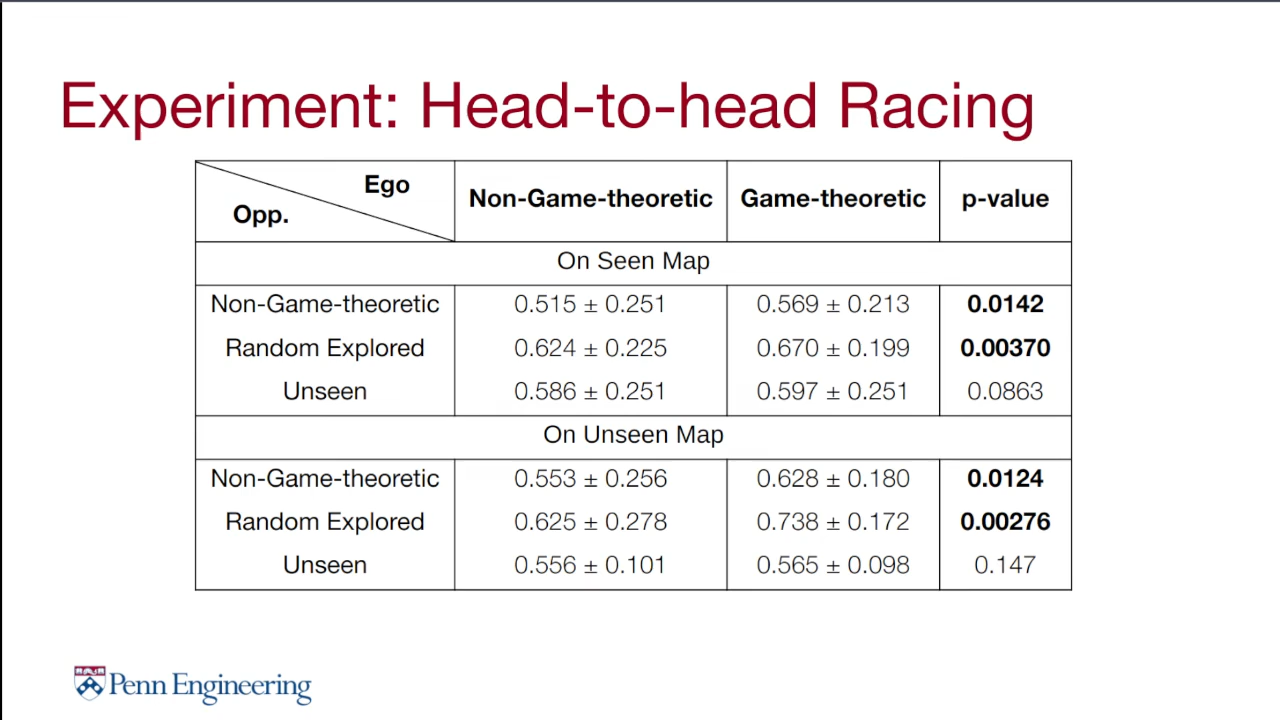 Experiment: Head-to-head Racing
Ego
Opp.
Non-Game-theoretic Game-theoretic p-value
On Seen Map
Non-Game-theoretic 0.515 ± 0.251 0.569 ± 0.213 0.0142
Random Explored 0.624 ± 0.225 0.670 ± 0.199 0.00370
Unseen 0.586 ± 0.251 0.597 ± 0.251 0.0863
On Unseen Map
Non-Game-theoretic 0.553 ± 0.256 0.628 ± 0.180 0.0124
Random Explored 0.625 ± 0.278 0.738 ± 0.172 0.00276
Unseen 0.556 ± 0.101 0.565 ± 0.098 0.147
Penn Engineering